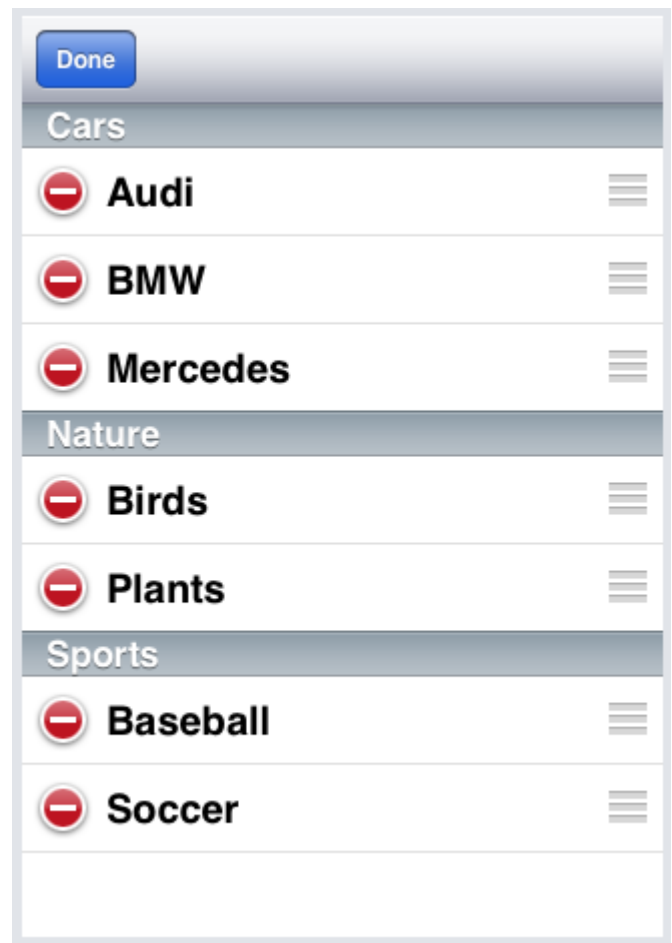 Done
Cars
Audi
BMW
Mercedes
Nature
Birds
Plants
Sports
Baseball
Soccer